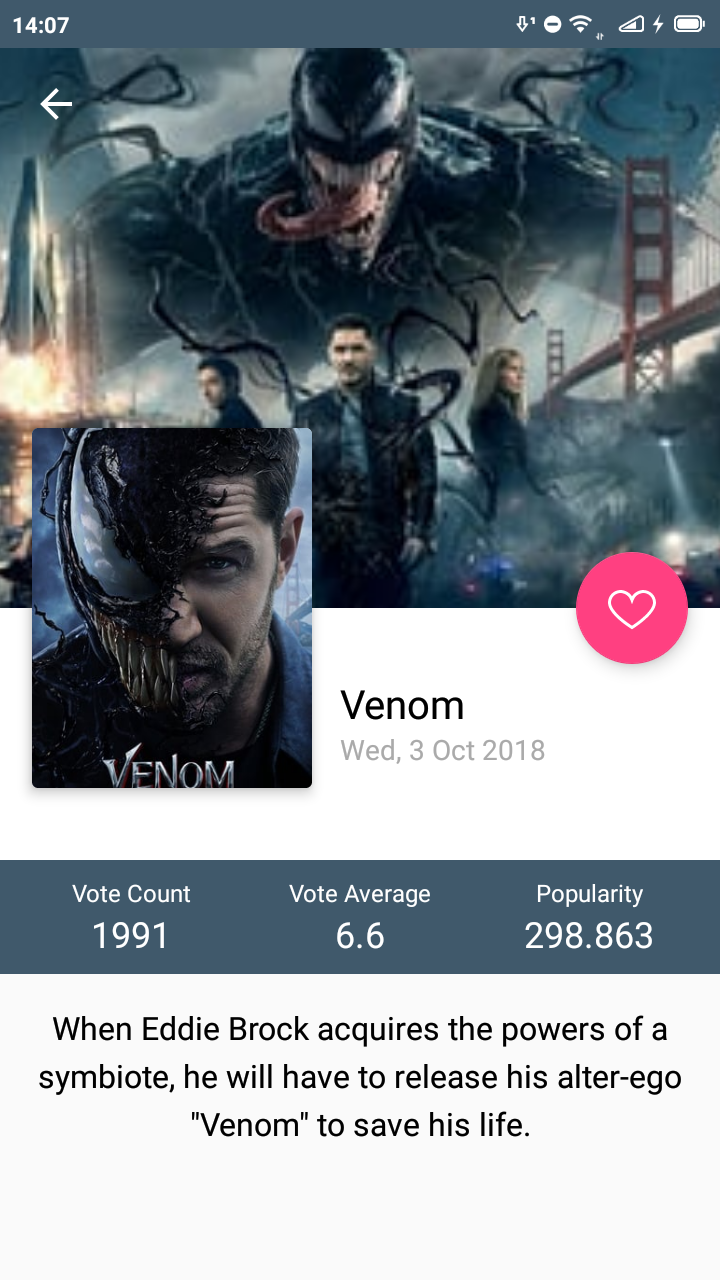 14:07
VENOM
Venom
Wed, 3 Oct 2018
Vote Count Vote Average Popularity
1991 6.6 298.863
When Eddie Brock acquires the powers of a
symbiote, he will have to release his alter-ego
"Venom" to save his life.